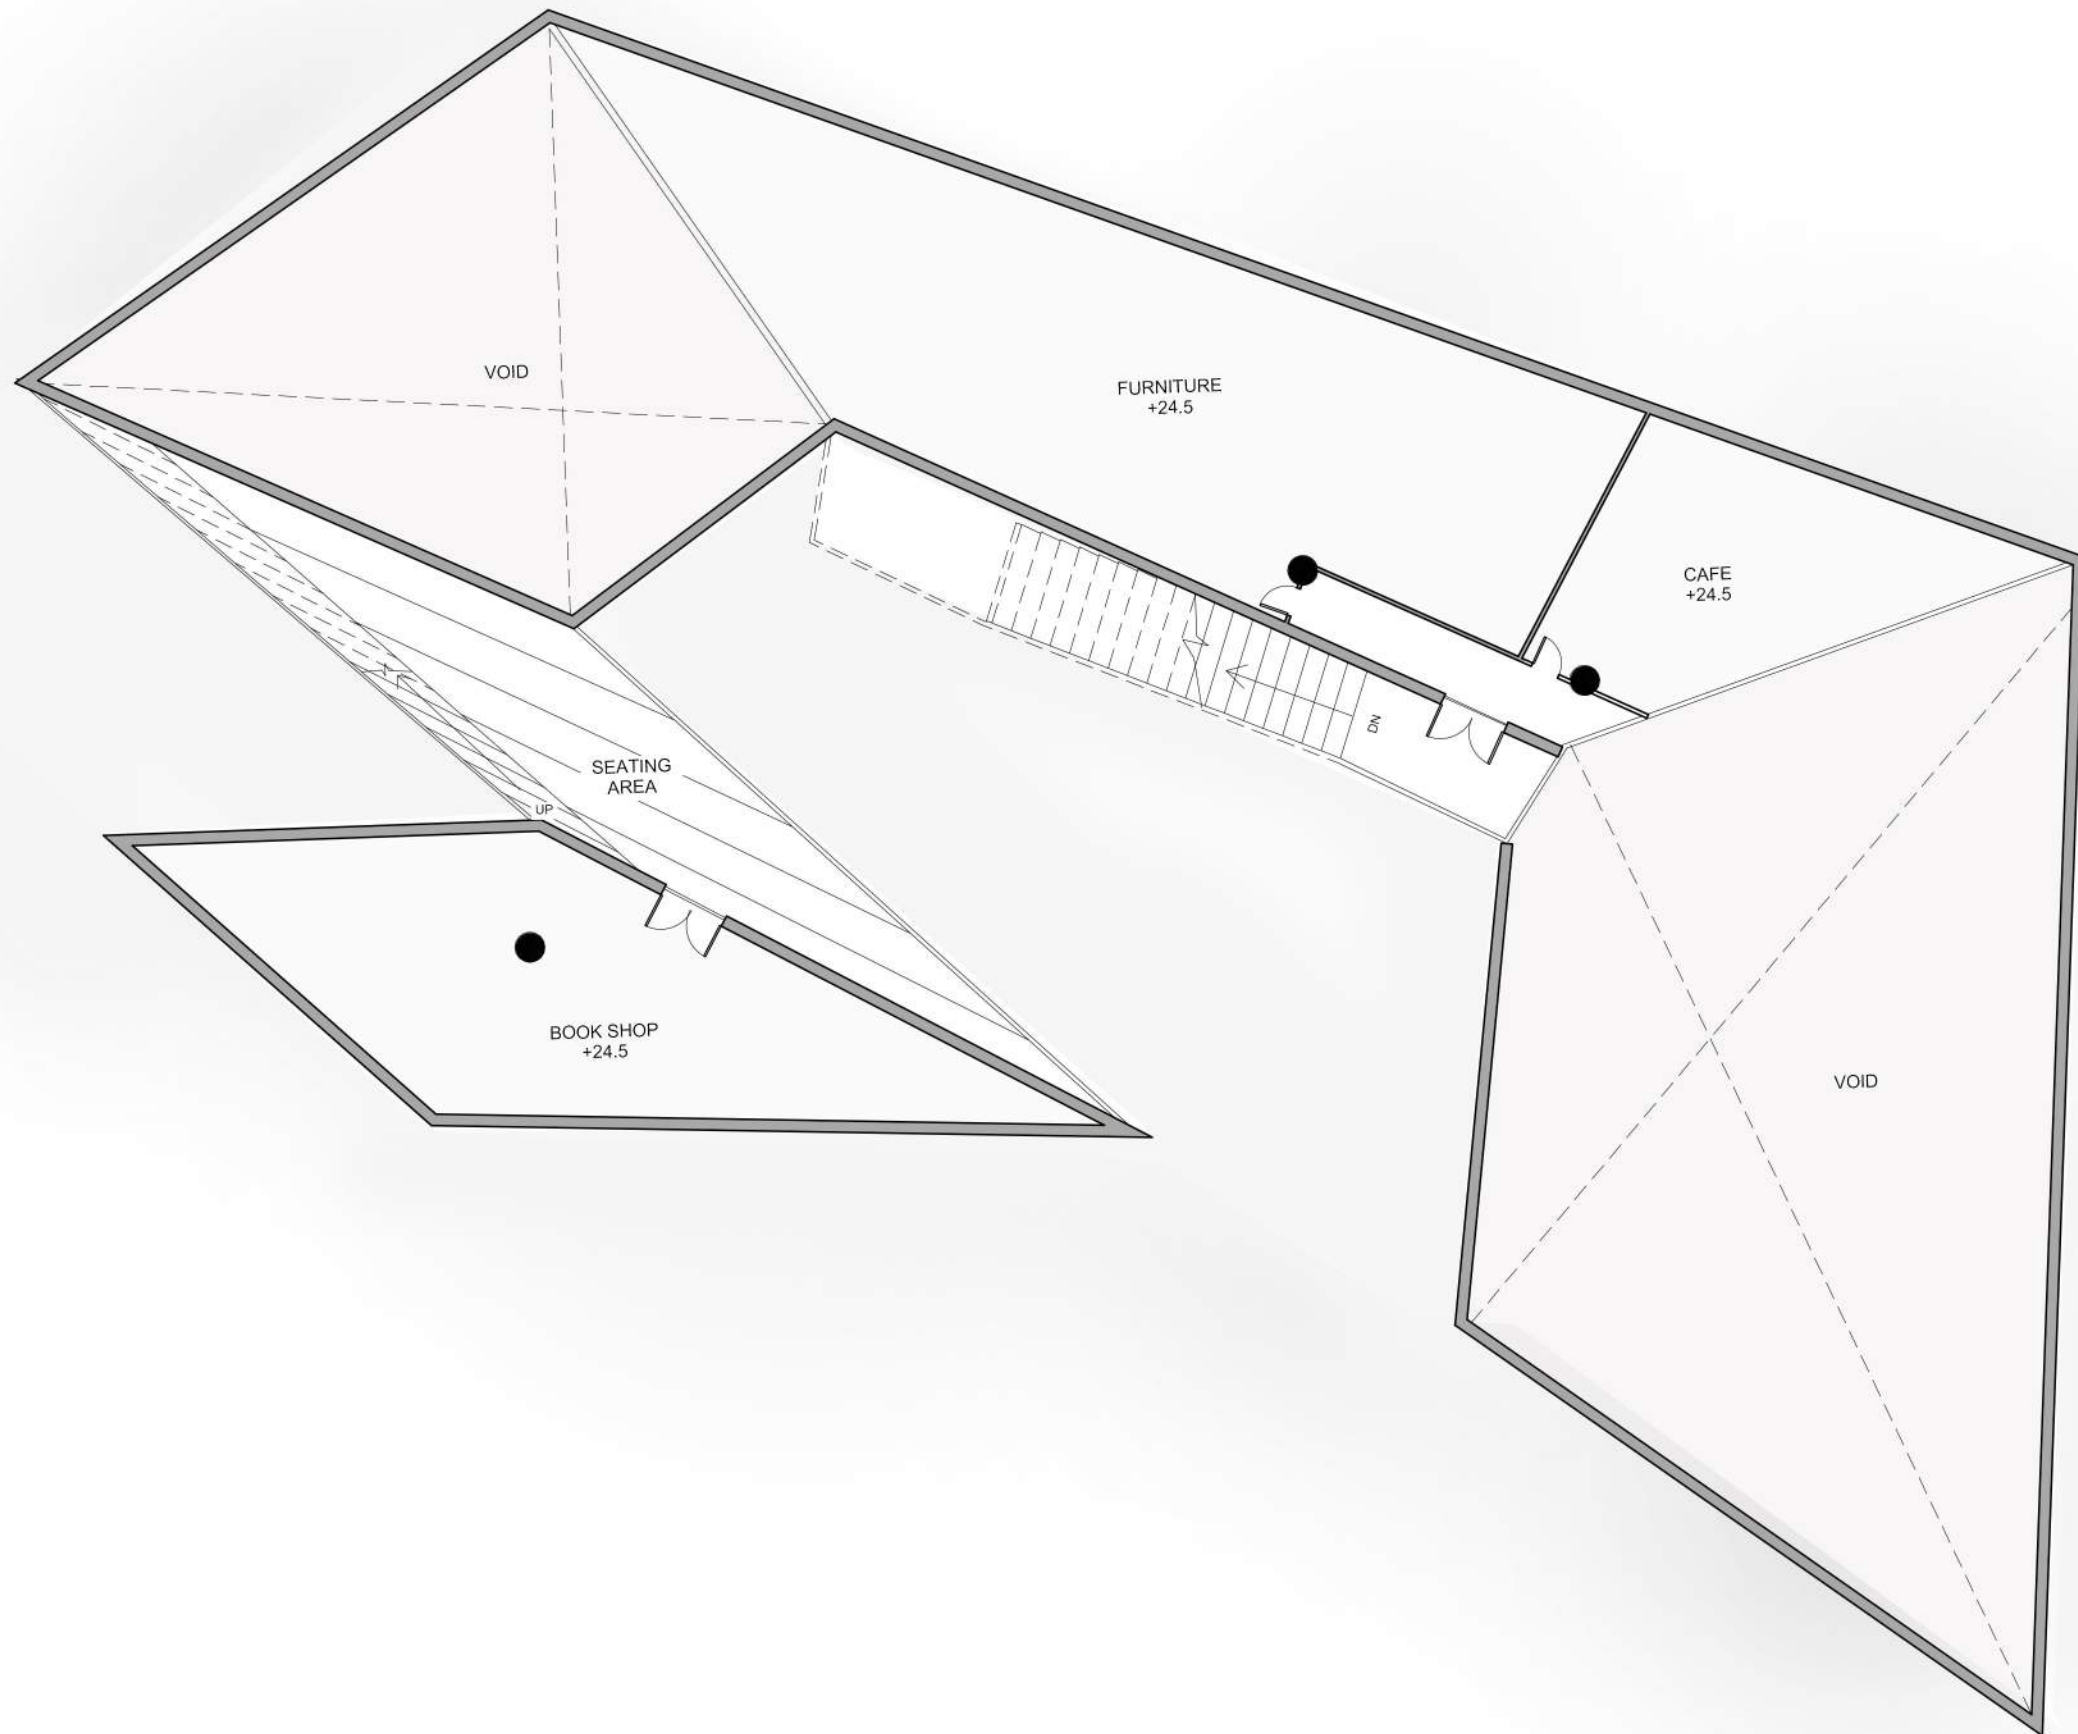 VOID
FURNITURE
+24.5
CAFE
+24.5
DN
SEATING
AREA
UP
BOOK SHOP
+24.5
VOID